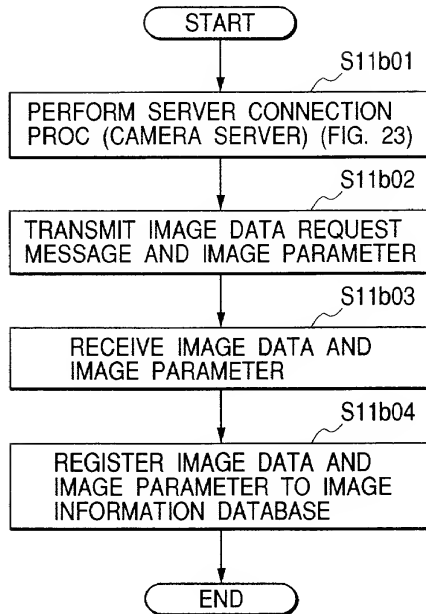 START
S11b01
PERFORM SERVER CONNECTION
PROC (CAMERA SERVER) (FIG. 23)
S11b02
TRANSMIT IMAGE DATA REQUEST
MESSAGE AND IMAGE PARAMETER
S11b03
RECEIVE IMAGE DATA AND
IMAGE PARAMETER
S11b04
REGISTER IMAGE DATA AND
IMAGE PARAMETER TO IMAGE
INFORMATION DATABASE
END